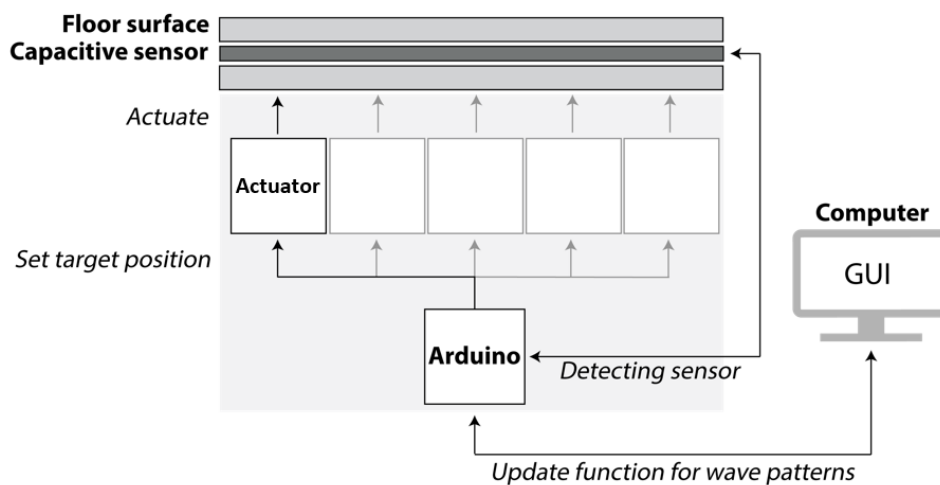 Floor surface
Capacitive sensor
Actuate
Actuator
Set target position
Computer
GUI
Arduino
Detecting sensor
Update function for wave patterns